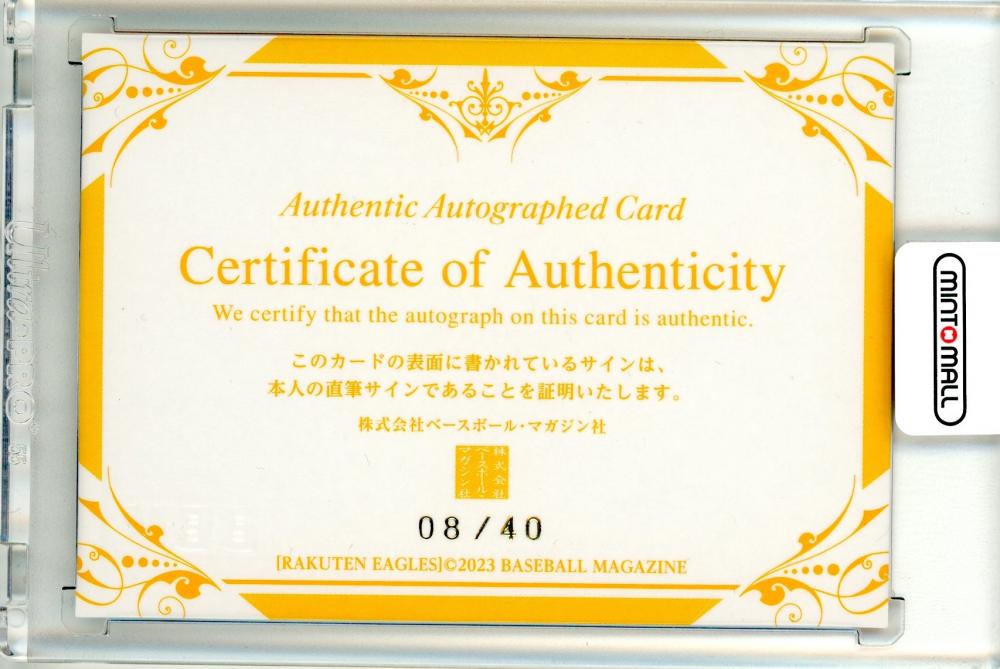 Authentic Autographed Card
Certificate of Authenticity
We certify that the autograph on this card is authentic.
このカードの表面に書かれているサインは、
本人の直筆サインであることを証明いたします。
株式会社ベースボール・マガジン社
株式会社
ベースボール・
マガジン社
08/40
[RAKUTEN EAGLES]©2023 BASEBALL MAGAZINE
MINT MALL
Ultra PRO